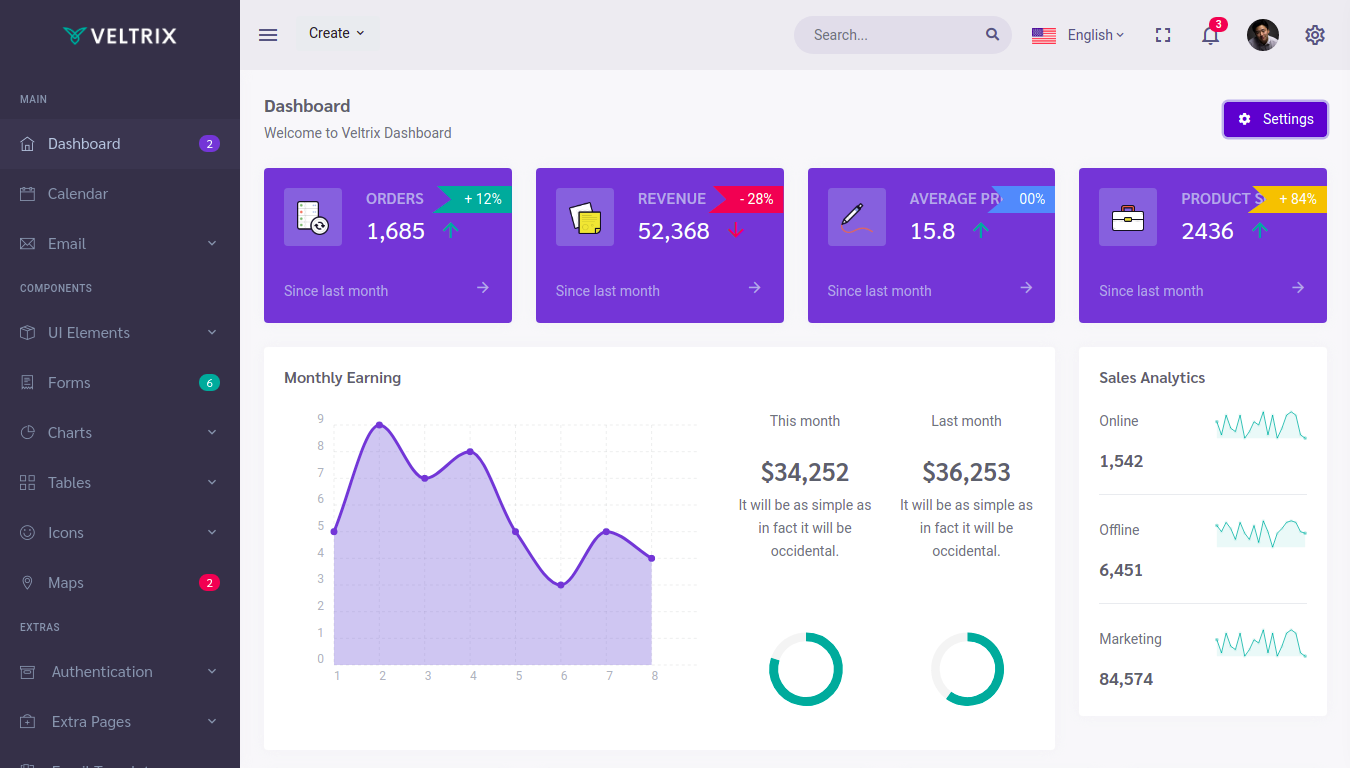 VELTRIX
Create
Search...
English
3
MAIN
Dashboard 2
Calendar
Email
COMPONENTS
UI Elements
Forms 6
Charts
Tables
Icons
Maps 2
EXTRAS
Authentication
Extra Pages
Dashboard
Welcome to Veltrix Dashboard
Settings
ORDERS + 12%
1,685
Since last month
REVENUE - 28%
52,368
Since last month
AVERAGE PR 00%
15.8
Since last month
PRODUCT S + 84%
2436
Since last month
Monthly Earning
9
8
7
6
5
4
3
2
1
0
1 2 3 4 5 6 7 8
This month
$34,252
It will be as simple as
in fact it will be
occidental.
Last month
$36,253
It will be as simple as
in fact it will be
occidental.
Sales Analytics
Online
1,542
Offline
6,451
Marketing
84,574